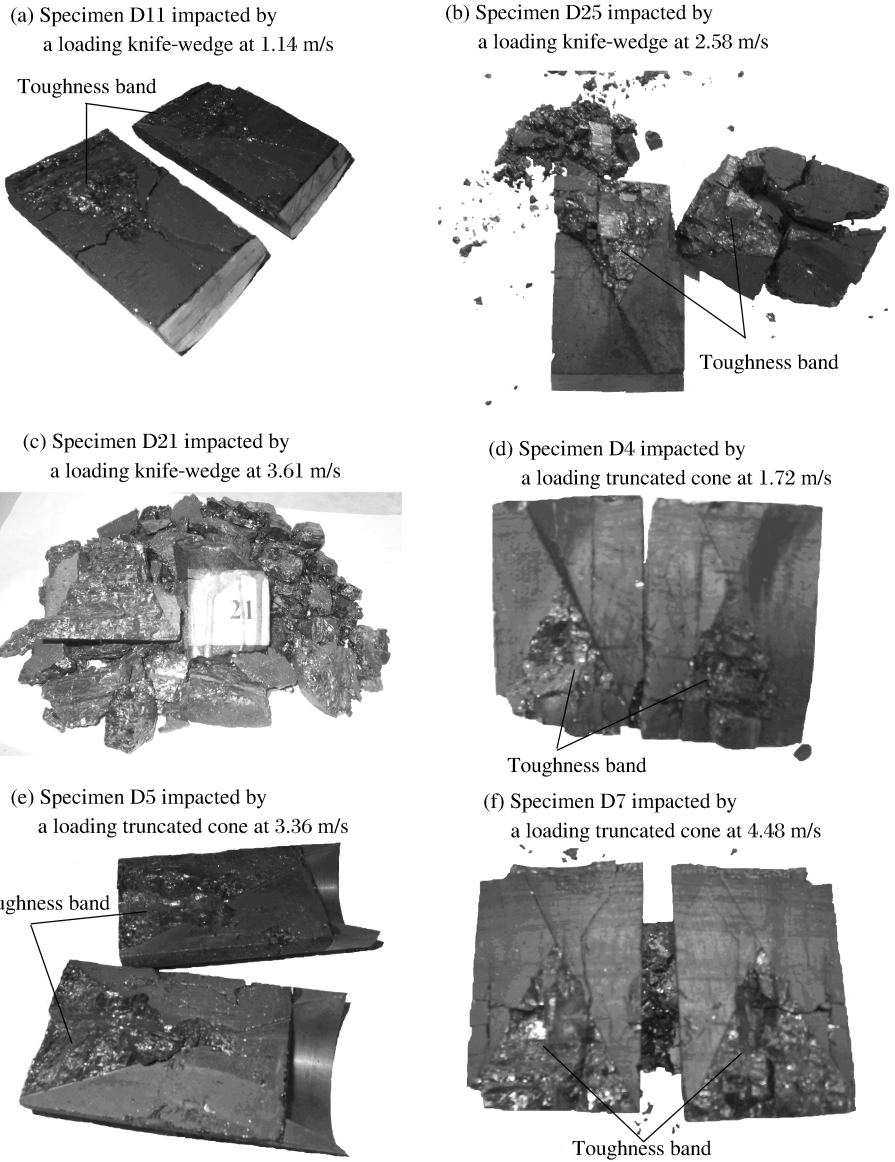 (a) Specimen D11 impacted by
a loading knife-wedge at 1.14 m/s
Toughness band
(b) Specimen D25 impacted by
a loading knife-wedge at 2.58 m/s
Toughness band
(c) Specimen D21 impacted by
a loading knife-wedge at 3.61 m/s
21
(d) Specimen D4 impacted by
a loading truncated cone at 1.72 m/s
Toughness band
(e) Specimen D5 impacted by
a loading truncated cone at 3.36 m/s
ughness band
(f) Specimen D7 impacted by
a loading truncated cone at 4.48 m/s
Toughness band